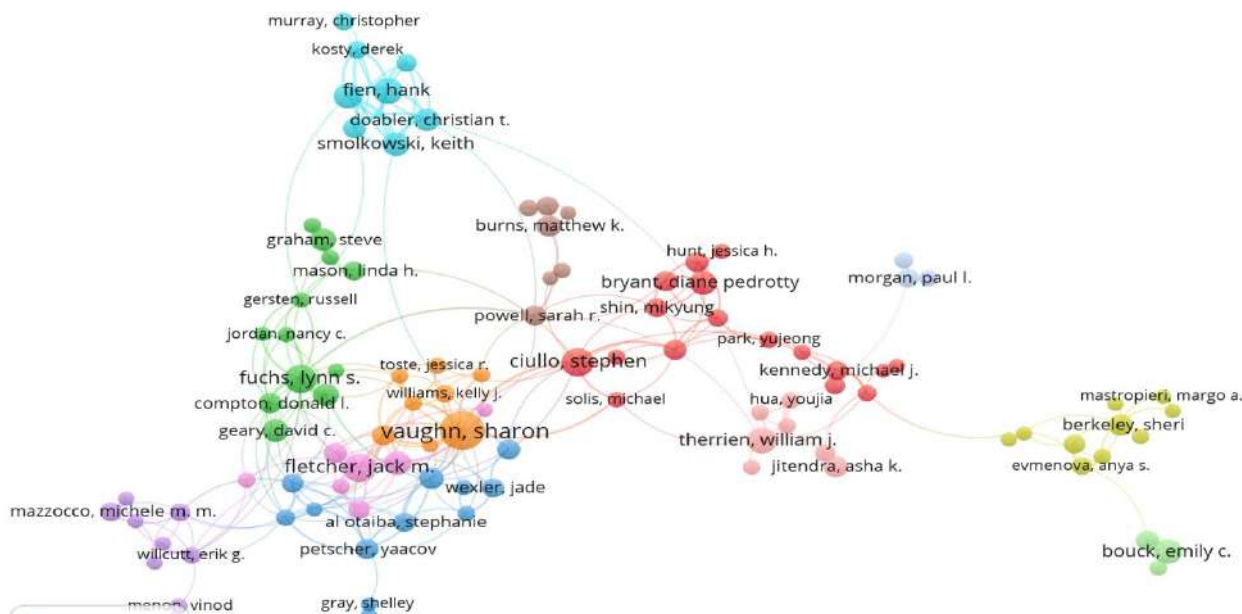 murray, christopher
kosty, derek
fien, hank
doabler, christian t.
smolkowski, keith
burns, matthew k.
graham, steve
hunt, jessica h.
mason, linda h.
bryant, diane pedrotty
morgan, paul l.
gersten, russell
shin, mikyung
powell, sarah r.
jordan, nancy c.
park, yujeong
toste, jessica r.
ciullo, stephen
fuchs, lynn s.
kennedy, michael j.
williams, kelly j.
compton, donald l.
solis, michael
hua, youjia
mastropieri, margo a.
geary, david c.
vaughn, sharon
therrien, william j.
berkeley, sheri
fletcher, jack m.
jitendra, asha k.
evmenova, anya s.
wexler, jade
mazzocco, michele m. m.
al otaiba, stephanie
willcutt, erik g.
petscher, yaacov
bouck, emily c.
menon, vinod
gray, shelley